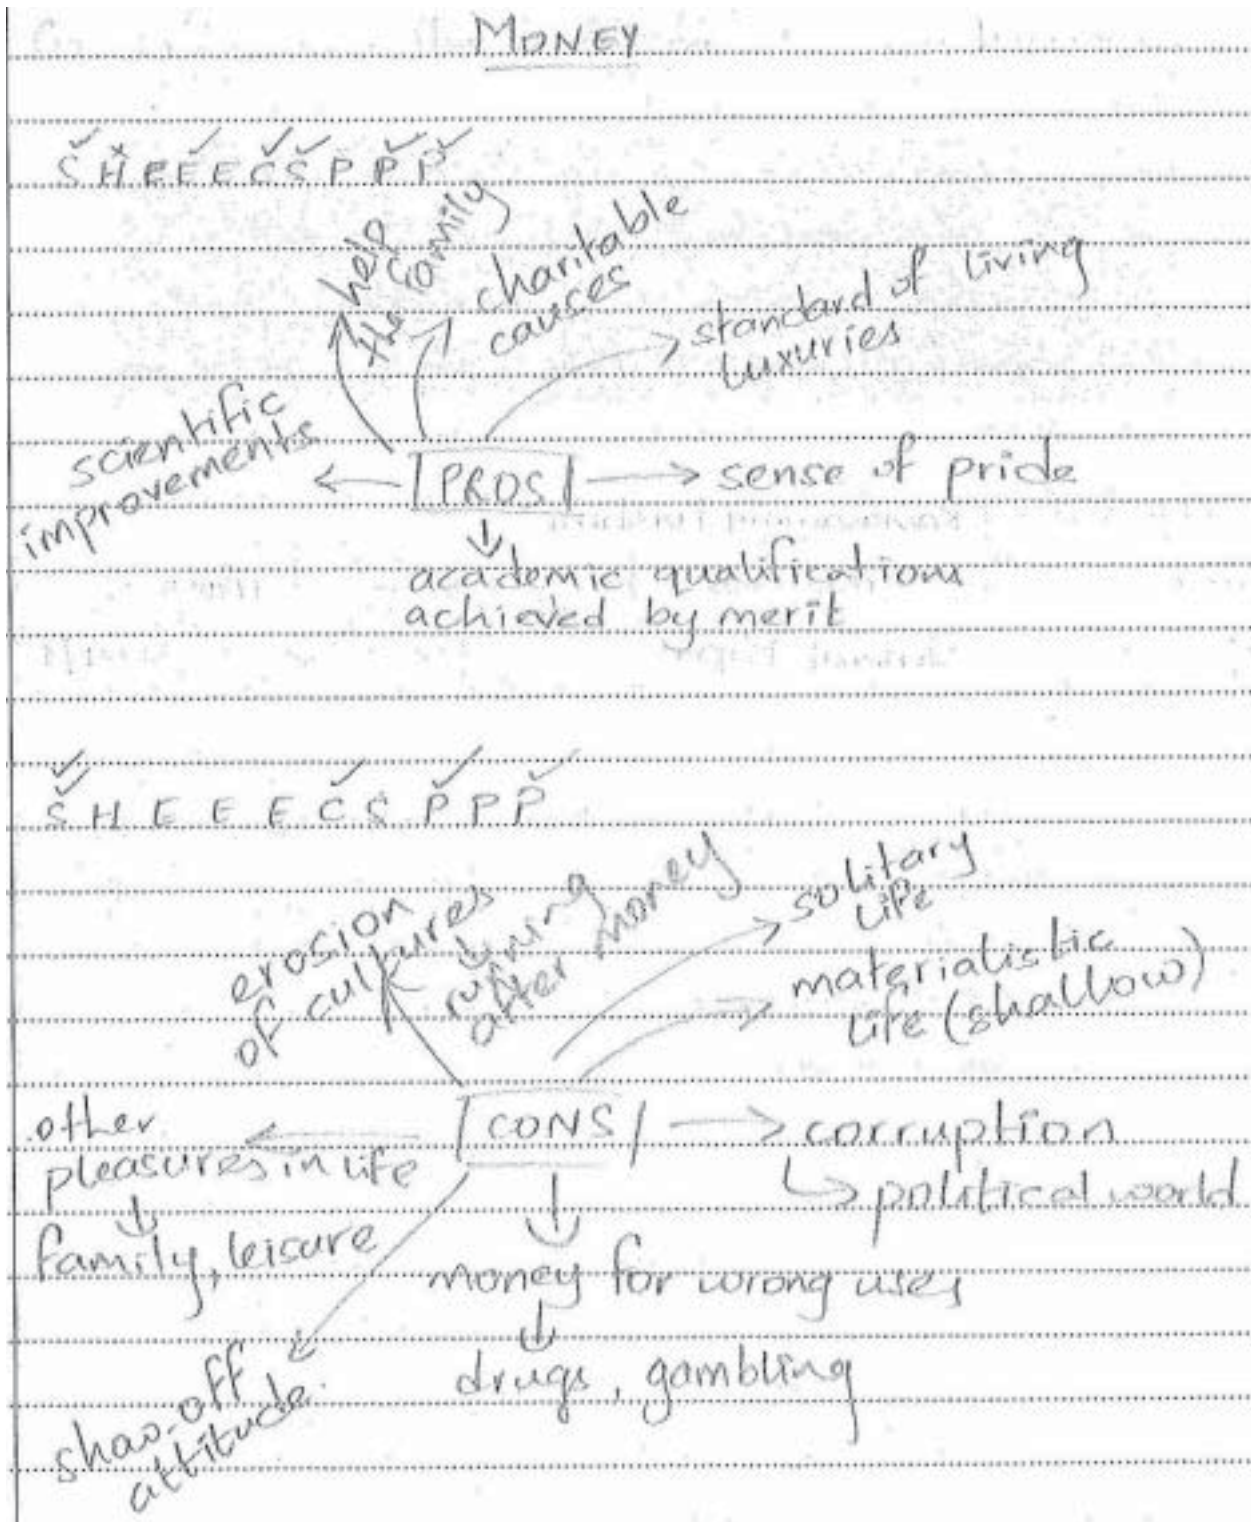 MONEY
S H E E E C S P P P
help
the family
charitable
causes
standard of living
luxuries
scientific
improvements
PROS
sense of pride
academic qualifications
achieved by merit
S H E E E C S P P P
erosion
of cultures
running
after money
solitary
life
materialistic
life (shallow)
CONS
other
pleasures in life
family, leisure
corruption
political world
money for wrong uses
drugs, gambling
show-off
attitude